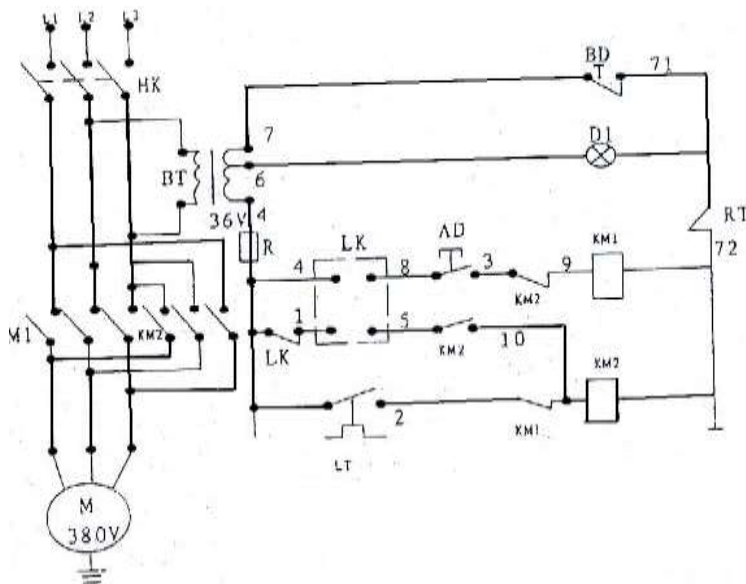 L1 L2 L3
HK
BD
71
7
D1
BT
6
36V
4
R
RT
72
LK
AD
4
8
3
9
KM1
KM2
M1
KM2
1
5
10
LK
KM2
KM2
2
KM1
LT
M
380V